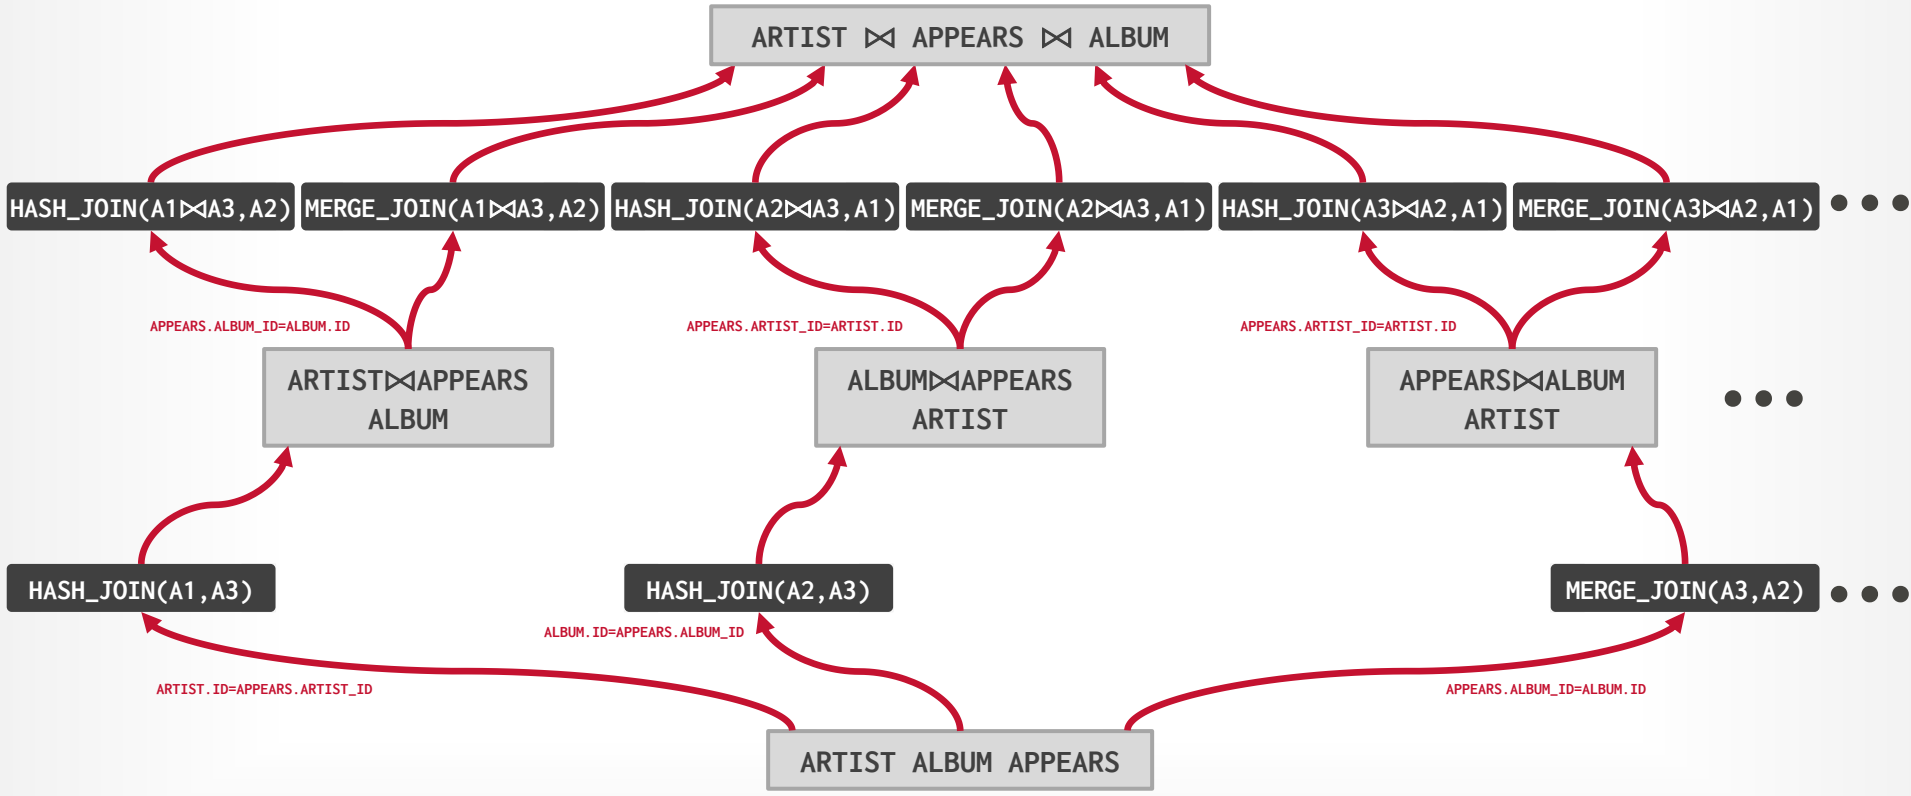 ARTIST ⋈ APPEARS ⋈ ALBUM
HASH_JOIN(A1⋈A3,A2)
MERGE_JOIN(A1⋈A3,A2)
HASH_JOIN(A2⋈A3,A1)
MERGE_JOIN(A2⋈A3,A1)
HASH_JOIN(A3⋈A2,A1)
MERGE_JOIN(A3⋈A2,A1)
APPEARS.ALBUM_ID=ALBUM.ID
APPEARS.ARTIST_ID=ARTIST.ID
APPEARS.ARTIST_ID=ARTIST.ID
ARTIST⋈APPEARS
ALBUM
ALBUM⋈APPEARS
ARTIST
APPEARS⋈ALBUM
ARTIST
HASH_JOIN(A1,A3)
HASH_JOIN(A2,A3)
MERGE_JOIN(A3,A2)
ALBUM.ID=APPEARS.ALBUM_ID
ARTIST.ID=APPEARS.ARTIST_ID
APPEARS.ALBUM_ID=ALBUM.ID
ARTIST ALBUM APPEARS